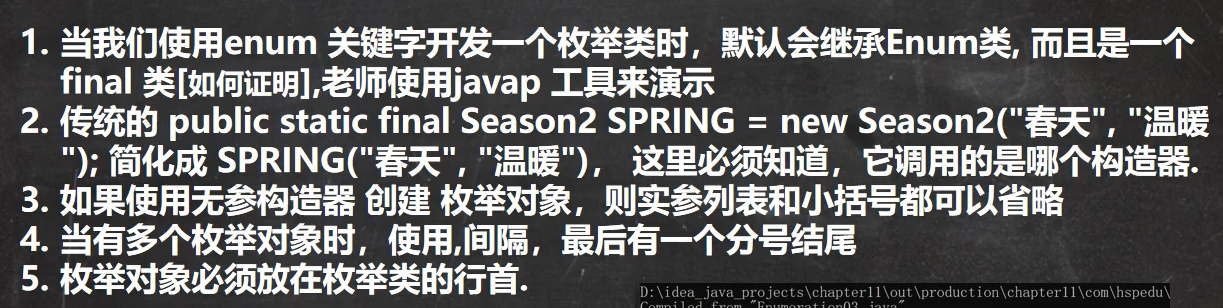 1. 当我们使用enum 关键字开发一个枚举类时，默认会继承Enum类, 而且是一个
final 类[如何证明],老师使用javap 工具来演示
2. 传统的 public static final Season2 SPRING = new Season2("春天", "温暖
"); 简化成 SPRING("春天", "温暖")， 这里必须知道，它调用的是哪个构造器.
3. 如果使用无参构造器 创建 枚举对象，则实参列表和小括号都可以省略
4. 当有多个枚举对象时，使用,间隔，最后有一个分号结尾
5. 枚举对象必须放在枚举类的行首.
D:\idea_java_projects\chapter11\out\production\chapter11\com\hspedu\
Compiled from "Enumeration03.java"